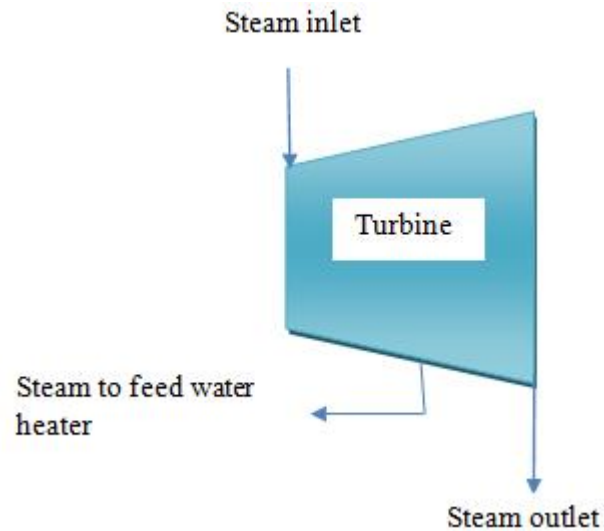 Steam inlet
Turbine
Steam to feed water
heater
Steam outlet